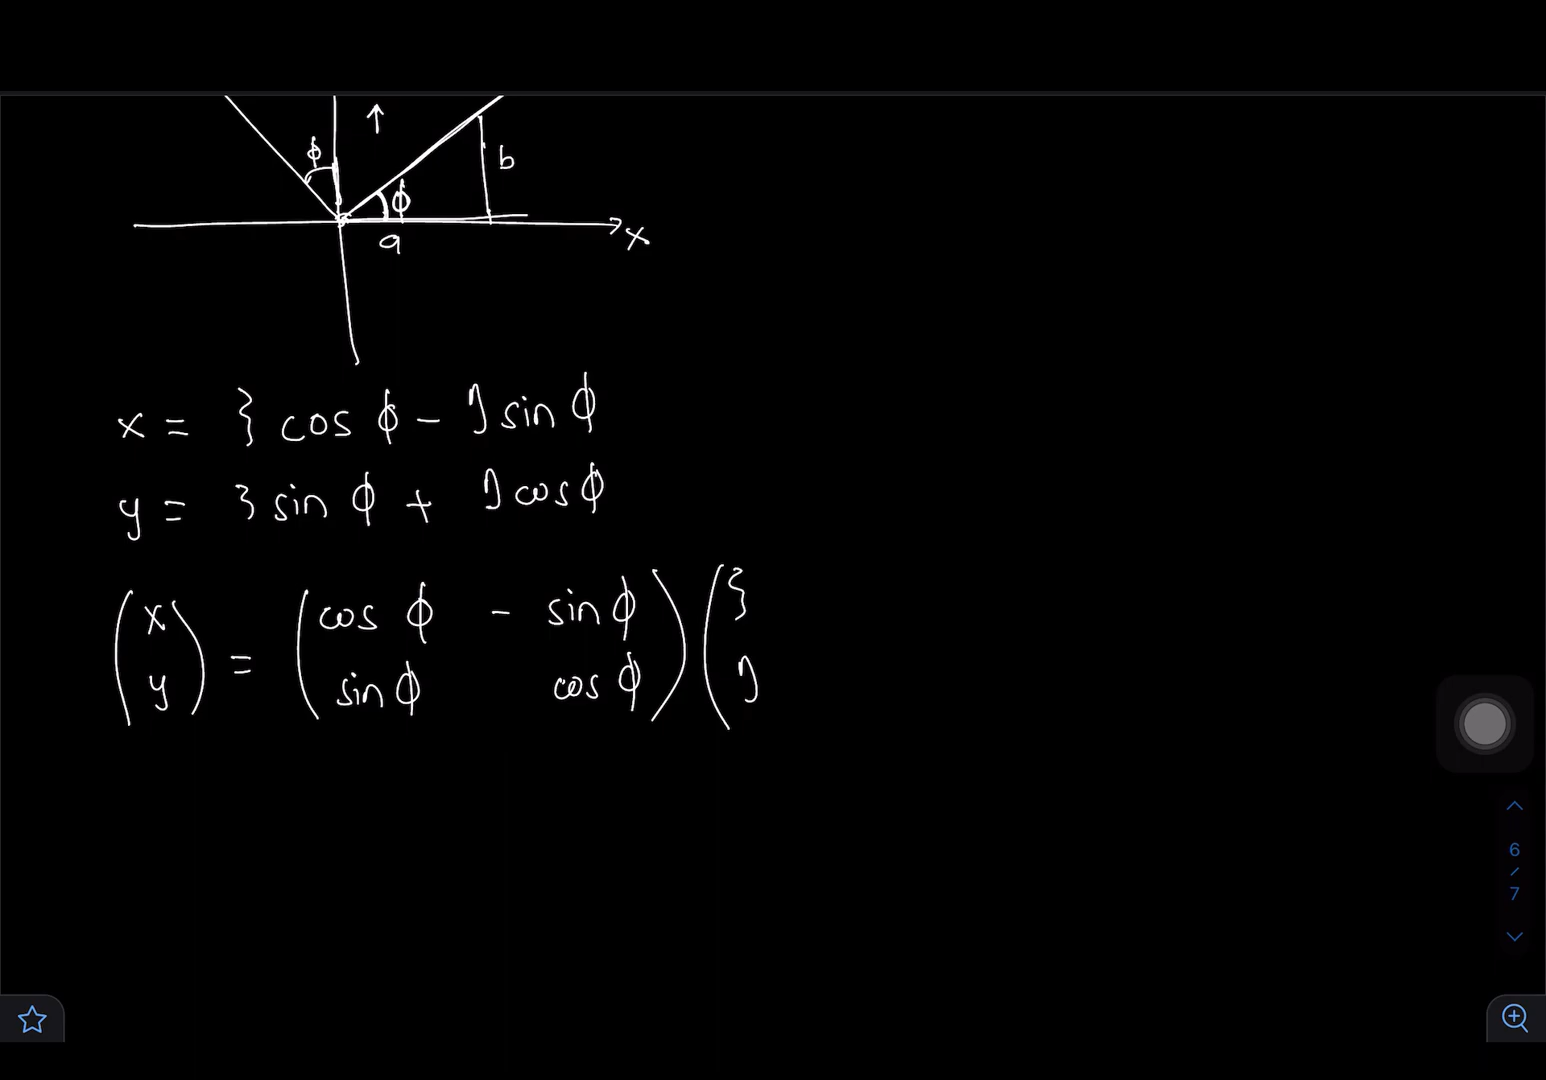 ↑
ϕ
b
ϕ
a
x
x = ξ cos ϕ - η sin ϕ
y = ξ sin ϕ + η cos ϕ
(x y) = (cos ϕ - sin ϕ sin ϕ cos ϕ) (ξ η
6
/
7